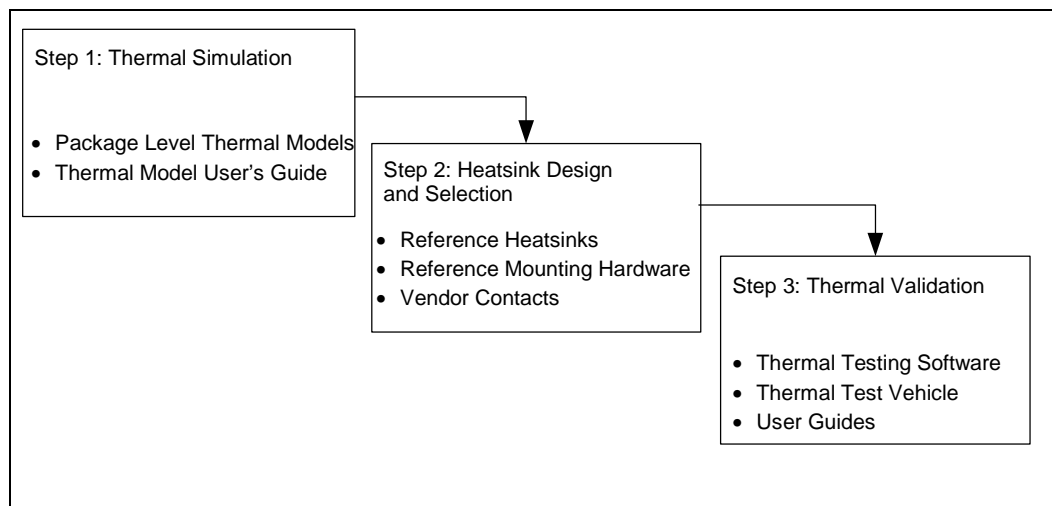 Step 1: Thermal Simulation
• Package Level Thermal Models
• Thermal Model User's Guide
Step 2: Heatsink Design
and Selection
• Reference Heatsinks
• Reference Mounting Hardware
• Vendor Contacts
Step 3: Thermal Validation
• Thermal Testing Software
• Thermal Test Vehicle
• User Guides